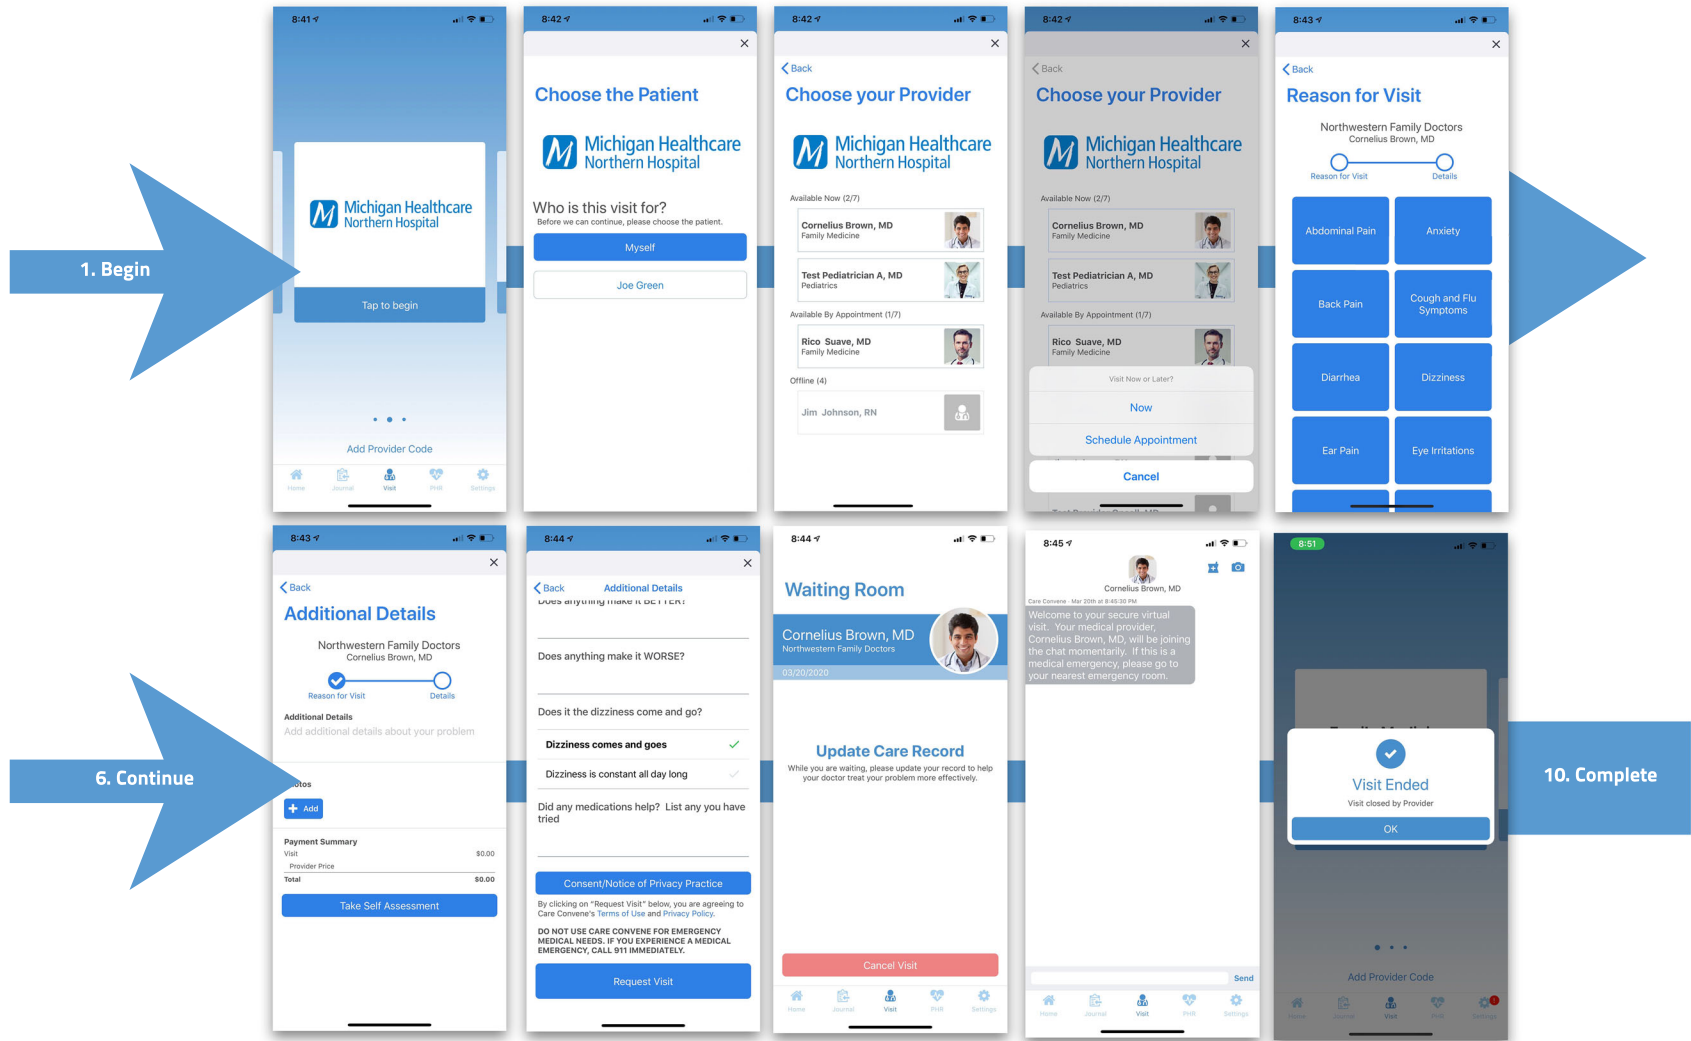 1. Begin
8:41
Michigan Healthcare
Northern Hospital
Tap to begin
Add Provider Code
Home
Journal
Visit
PHR
Settings
8:42
Choose the Patient
Michigan Healthcare
Northern Hospital
Who is this visit for?
Before we can continue, please choose the patient.
Myself
Joe Green
8:42
Back
Choose your Provider
Michigan Healthcare
Northern Hospital
Available Now (2/7)
Cornelius Brown, MD
Family Medicine
Test Pediatrician A, MD
Pediatrics
Available By Appointment (1/7)
Rico Suave, MD
Family Medicine
Offline (4)
Jim Johnson, RN
8:42
Back
Choose your Provider
Michigan Healthcare
Northern Hospital
Available Now (2/7)
Cornelius Brown, MD
Family Medicine
Test Pediatrician A, MD
Pediatrics
Available By Appointment (1/7)
Rico Suave, MD
Family Medicine
Visit Now or Later?
Now
Schedule Appointment
Cancel
8:43
Back
Reason for Visit
Northwestern Family Doctors
Cornelius Brown, MD
Reason for Visit
Details
Abdominal Pain
Anxiety
Back Pain
Cough and Flu
Symptoms
Diarrhea
Dizziness
Ear Pain
Eye Irritations
6. Continue
8:43
Back
Additional Details
Northwestern Family Doctors
Cornelius Brown, MD
Reason for Visit
Details
Additional Details
Add additional details about your problem
Add
Payment Summary
Visit $0.00
Provider Price
Total $0.00
Take Self Assessment
8:44
Back
Additional Details
Does anything make it BETTER?
Does anything make it WORSE?
Does it the dizziness come and go?
Dizziness comes and goes
Dizziness is constant all day long
Did any medications help? List any you have
tried
Consent/Notice of Privacy Practice
By clicking on "Request Visit" below, you are agreeing to
Care Convene's Terms of Use and Privacy Policy.
DO NOT USE CARE CONVENE FOR EMERGENCY
MEDICAL NEEDS. IF YOU EXPERIENCE A MEDICAL
EMERGENCY, CALL 911 IMMEDIATELY.
Request Visit
8:44
Waiting Room
Cornelius Brown, MD
Northwestern Family Doctors
03/20/2020
Update Care Record
While you are waiting, please update your record to help
your doctor treat your problem more effectively.
Cancel Visit
Home
Journal
Visit
PHR
Settings
8:45
Cornelius Brown, MD
Care Convene · Mar 20th at 8:45:30 PM
Welcome to your secure virtual
visit. Your medical provider,
Cornelius Brown, MD, will be joining
the chat momentarily. If this is a
medical emergency, please go to
your nearest emergency room.
Send
Home
Journal
Visit
PHR
Settings
8:51
Visit Ended
Visit closed by Provider
OK
Add Provider Code
Home
Journal
Visit
PHR
Settings
10. Complete